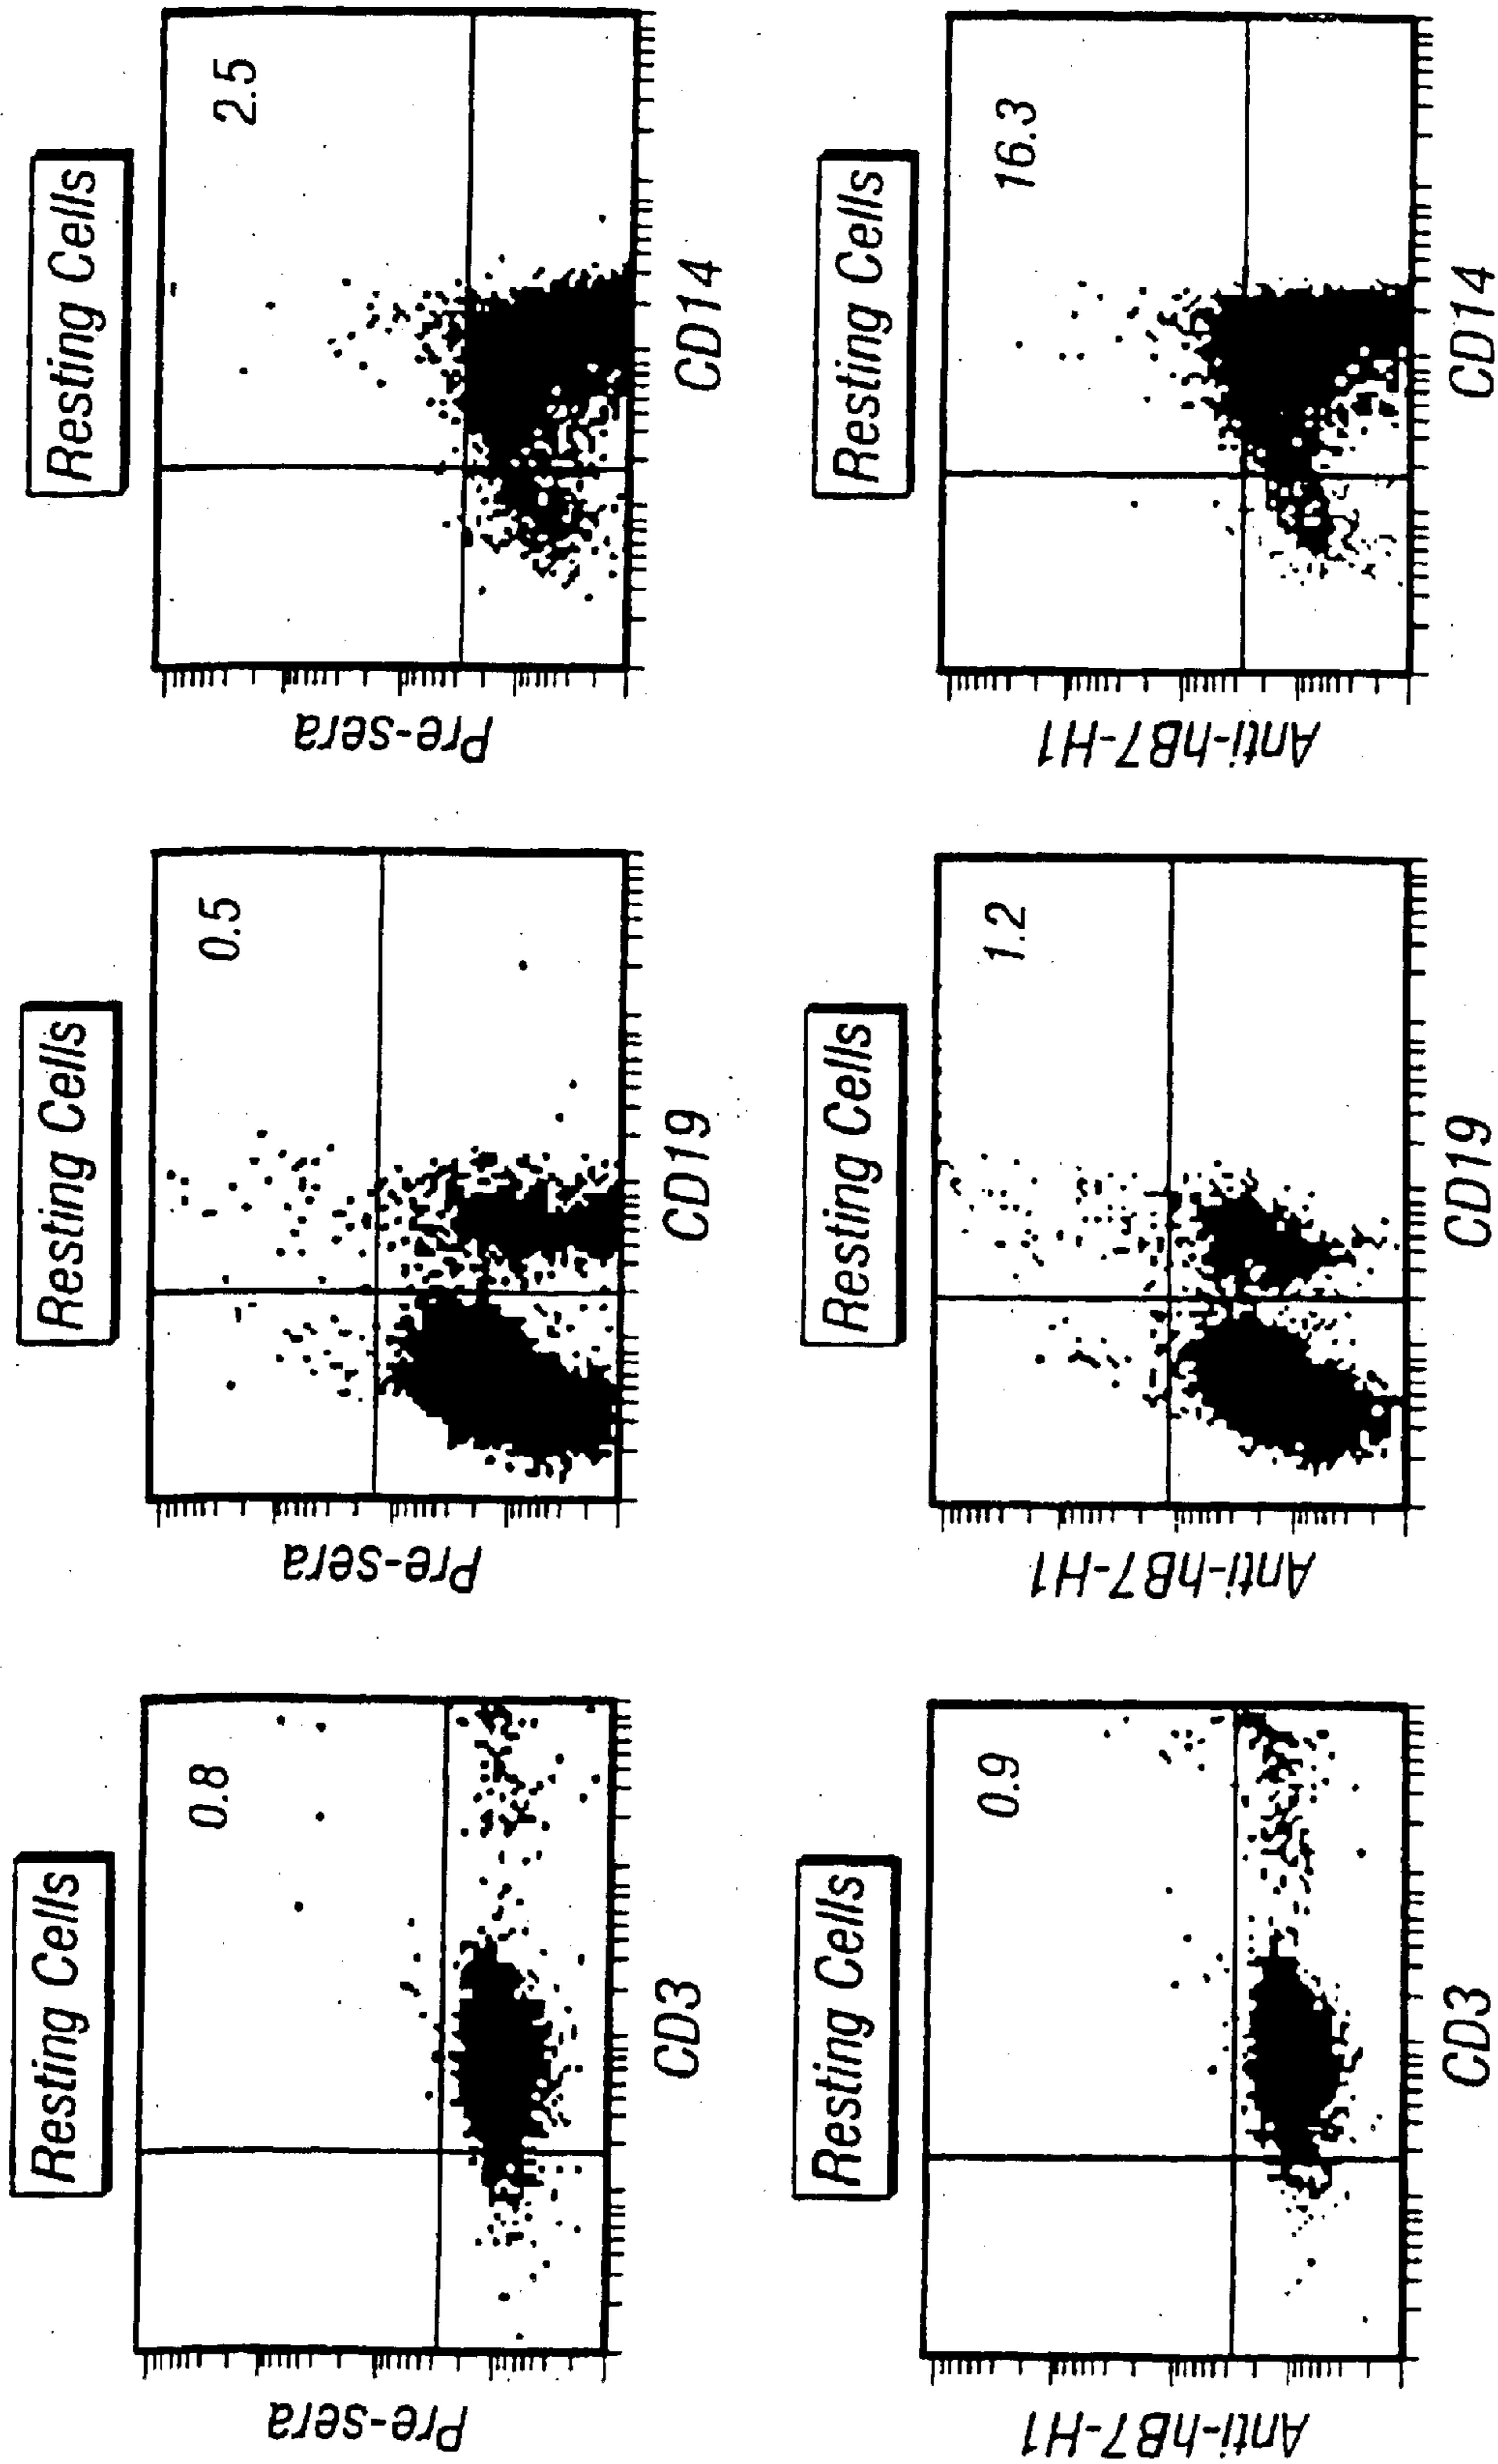 Resting Cells
0.8
Pre-sera
CD3
Resting Cells
0.5
Pre-sera
CD19
Resting Cells
2.5
Pre-sera
CD14
Resting Cells
0.9
Anti-hB7-H1
CD3
Resting Cells
1.2
Anti-hB7-H1
CD19
Resting Cells
16.3
Anti-hB7-H1
CD14